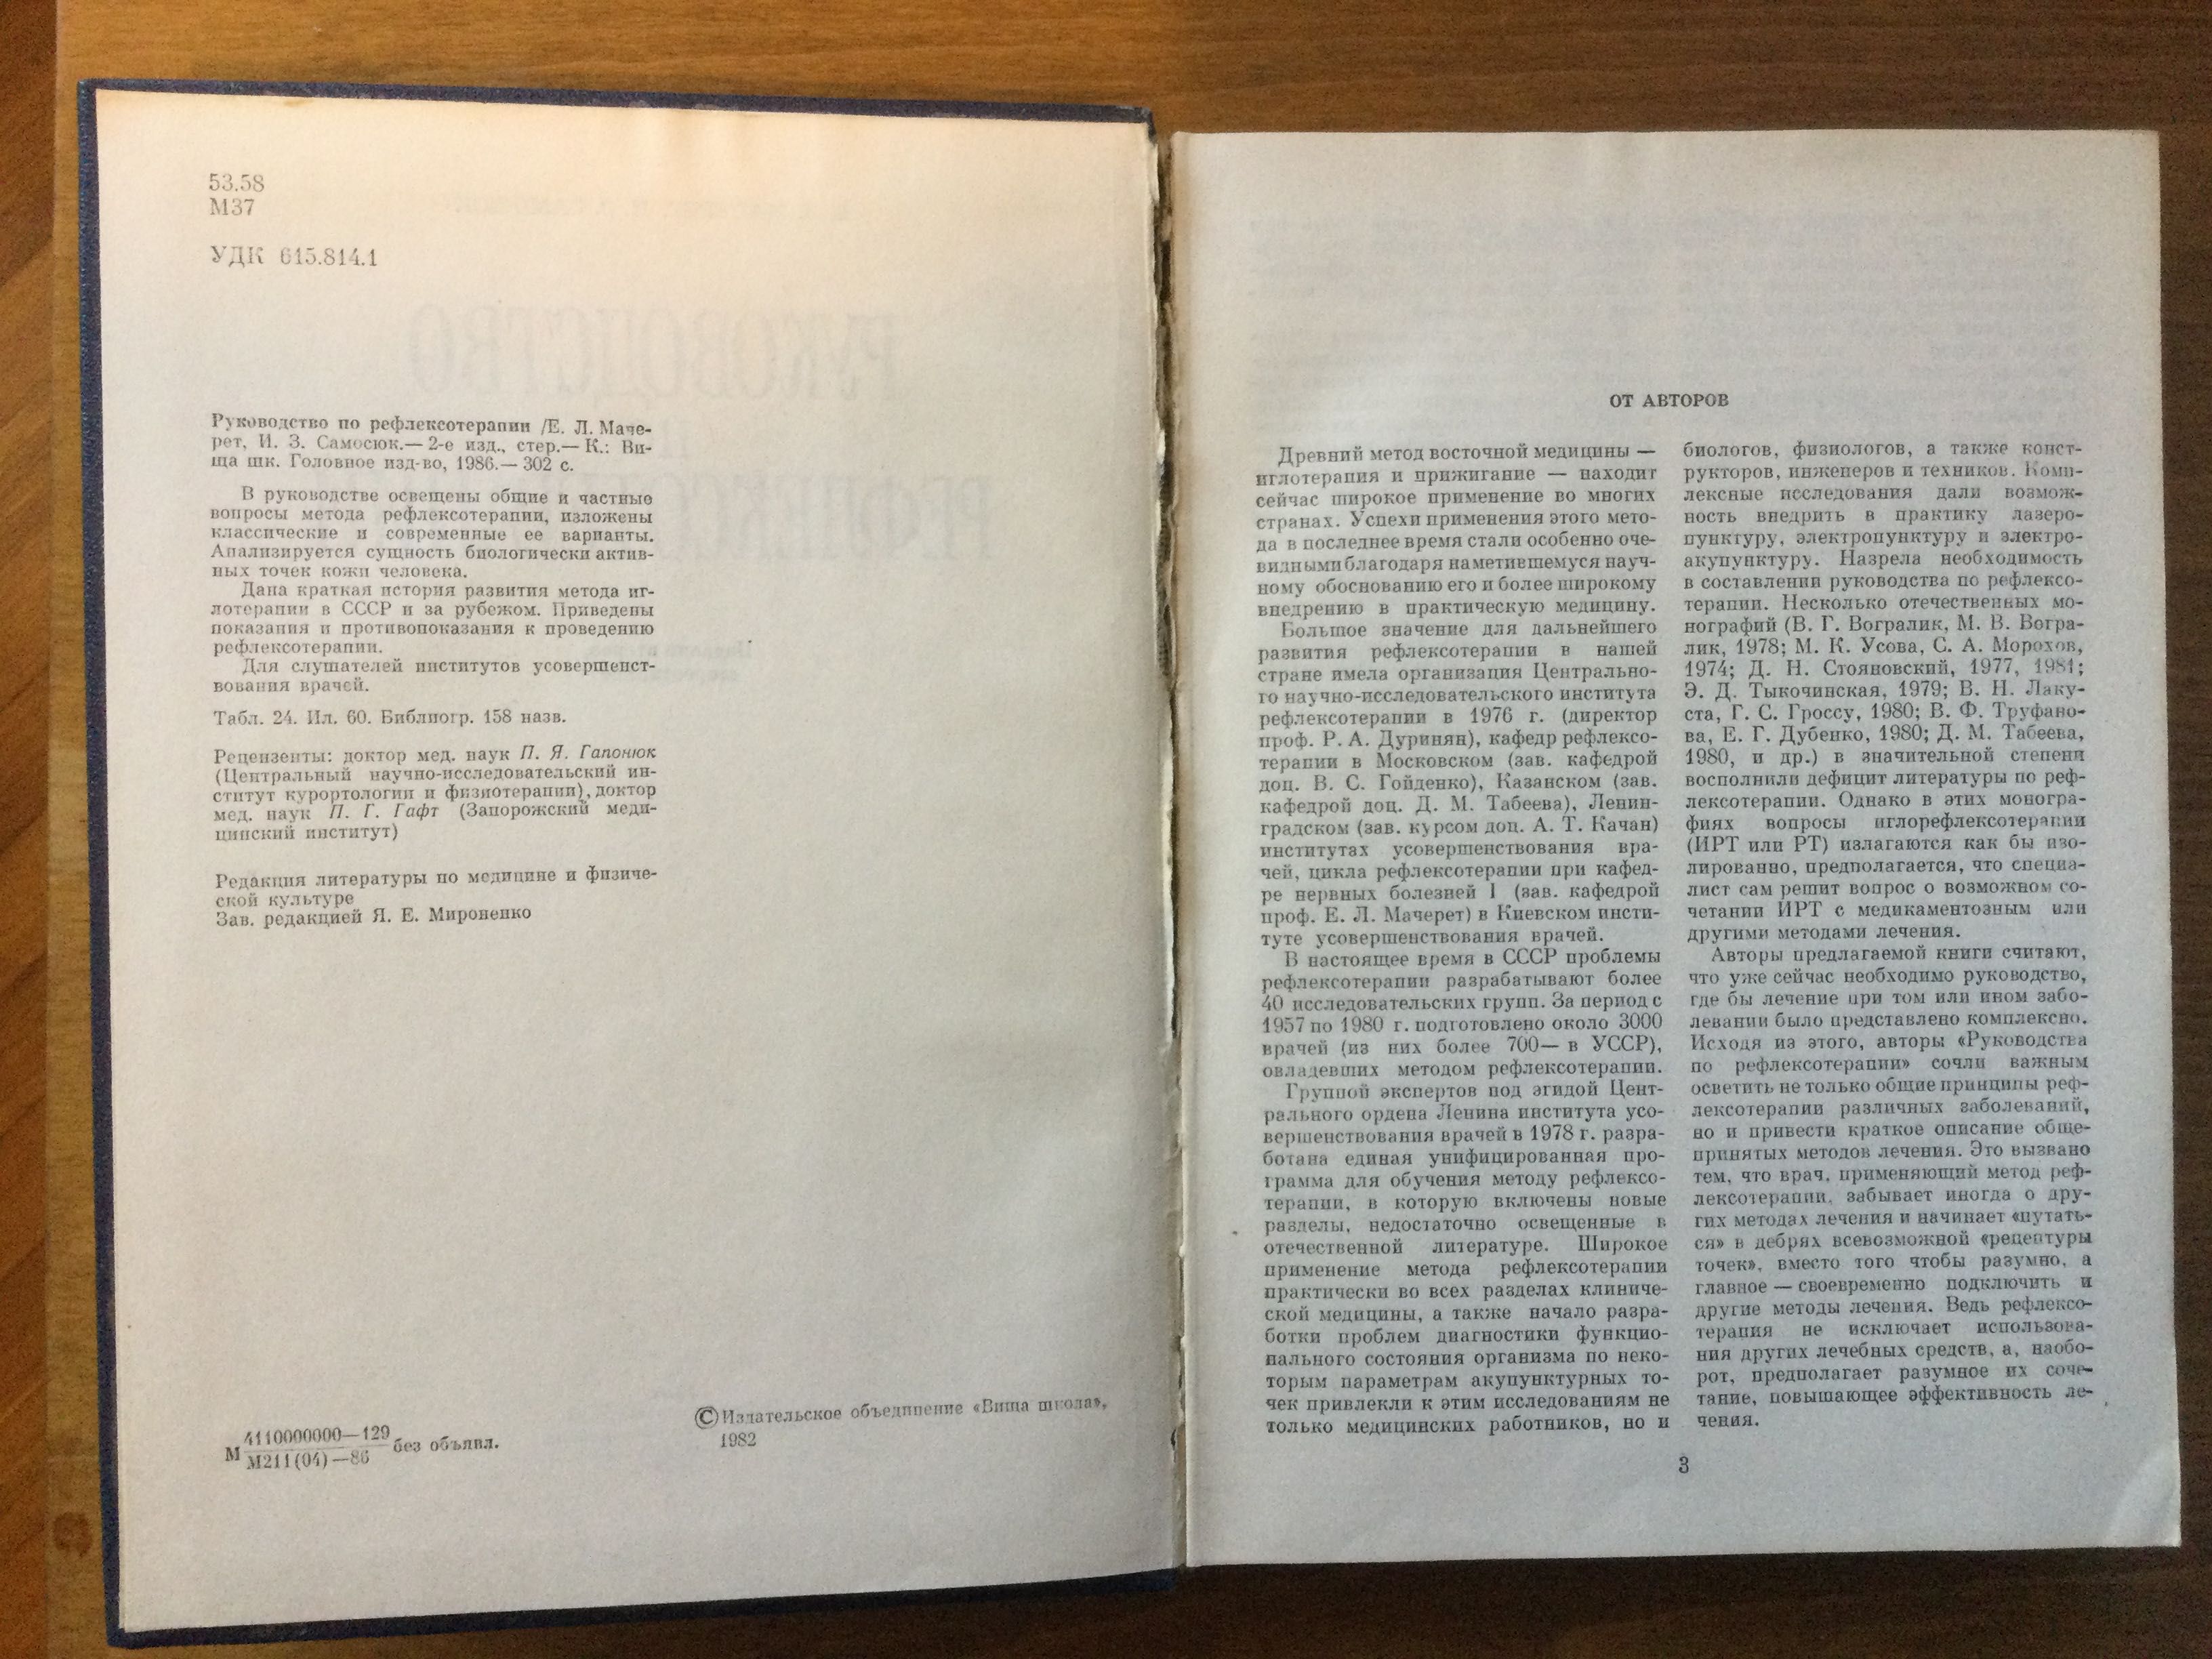 53.58
М37
УДК 615.814.1
Руководство по рефлексотерапии /Е. Л. Маче-
рет, И. З. Самосюк.— 2-е изд., стер.— К.: Ви-
ща шк. Головное изд-во, 1986.— 302 с.
В руководстве освещены общие и частные
вопросы метода рефлексотерапии, изложены
классические и современные ее варианты.
Анализируется сущность биологически актив-
ных точек кожи человека.
Дана краткая история развития метода иг-
лотерапии в СССР и за рубежом. Приведены
показания и противопоказания к проведению
рефлексотерапии.
Для слушателей институтов усовершенст-
вования врачей.
Табл. 24. Ил. 60. Библиогр. 158 назв.
Рецензенты: доктор мед. наук П. Я. Гапонюк
(Центральный научно-исследовательский ин-
ститут курортологии и физиотерапии), доктор
мед. наук П. Г. Гафт (Запорожский меди-
цинский институт)
Редакция литературы по медицине и физиче-
ской культуре
Зав. редакцией Я. Е. Мироненко
М 4110000000—129
М211(04)—86 без объявл.
© Издательское объединение «Вища школа»,
1982
ОТ АВТОРОВ
Древний метод восточной медицины —
иглотерапия и прижигание — находит
сейчас широкое применение во многих
странах. Успехи применения этого мето-
да в последнее время стали особенно оче-
видными благодаря наметившемуся науч-
ному обоснованию его и более широкому
внедрению в практическую медицину.
Большое значение для дальнейшего
развития рефлексотерапии в нашей
стране имела организация Центрально-
го научно-исследовательского института
рефлексотерапии в 1976 г. (директор
проф. Р. А. Дуринян), кафедр рефлексо-
терапии в Московском (зав. кафедрой
доц. В. С. Гойденко), Казанском (зав.
кафедрой доц. Д. М. Табеева), Ленин-
градском (зав. курсом доц. А. Т. Качан)
институтах усовершенствования вра-
чей, цикла рефлексотерапии при кафед-
ре нервных болезней I (зав. кафедрой
проф. Е. Л. Мачерет) в Киевском инсти-
туте усовершенствования врачей.
В настоящее время в СССР проблемы
рефлексотерапии разрабатывают более
40 исследовательских групп. За период с
1957 по 1980 г. подготовлено около 3000
врачей (из них более 700— в УССР),
овладевших методом рефлексотерапии.
Группой экспертов под эгидой Цент-
рального ордена Ленина института усо-
вершенствования врачей в 1978 г. разра-
ботана единая унифицированная про-
грамма для обучения методу рефлексо-
терапии, в которую включены новые
разделы, недостаточно освещенные в
отечественной литературе. Широкое
применение метода рефлексотерапии
практически во всех разделах клиниче-
ской медицины, а также начало разра-
ботки проблем диагностики функцио-
нального состояния организма по неко-
торым параметрам акупунктурных то-
чек привлекли к этим исследованиям не
только медицинских работников, но и
биологов, физиологов, а также конст-
рукторов, инженеров и техников. Комп-
лексные исследования дали возмож-
ность внедрить в практику лазеро-
пунктуру, электропунктуру и электро-
акупунктуру. Назрела необходимость
в составлении руководства по рефлексо-
терапии. Несколько отечественных мо-
нографий (В. Г. Вогралик, М. В. Вогра-
лик, 1978; М. К. Усова, С. А. Морохов,
1974; Д. Н. Стояновский, 1977, 1981;
Э. Д. Тыкочинская, 1979; В. Н. Лаку-
ста, Г. С. Гроссу, 1980; В. Ф. Труфано-
ва, Е. Г. Дубенко, 1980; Д. М. Табеева,
1980, и др.) в значительной степени
восполнили дефицит литературы по реф-
лексотерапии. Однако в этих моногра-
фиях вопросы иглорефлексотерапии
(ИРТ или РТ) излагаются как бы изо-
лированно, предполагается, что специа-
лист сам решит вопрос о возможном со-
четании ИРТ с медикаментозным или
другими методами лечения.
Авторы предлагаемой книги считают,
что уже сейчас необходимо руководство,
где бы лечение при том или ином забо-
левании было представлено комплексно.
Исходя из этого, авторы «Руководства
по рефлексотерапии» сочли важным
осветить не только общие принципы реф-
лексотерапии различных заболеваний,
но и привести краткое описание обще-
принятых методов лечения. Это вызвано
тем, что врач, применяющий метод реф-
лексотерапии, забывает иногда о дру-
гих методах лечения и начинает «путать-
ся» в дебрях всевозможной «рецептуры
точек», вместо того чтобы разумно, а
главное — своевременно подключить и
другие методы лечения. Ведь рефлексо-
терапия не исключает использова-
ния других лечебных средств, а, наобо-
рот, предполагает разумное их соче-
тание, повышающее эффективность ле-
чения.
3